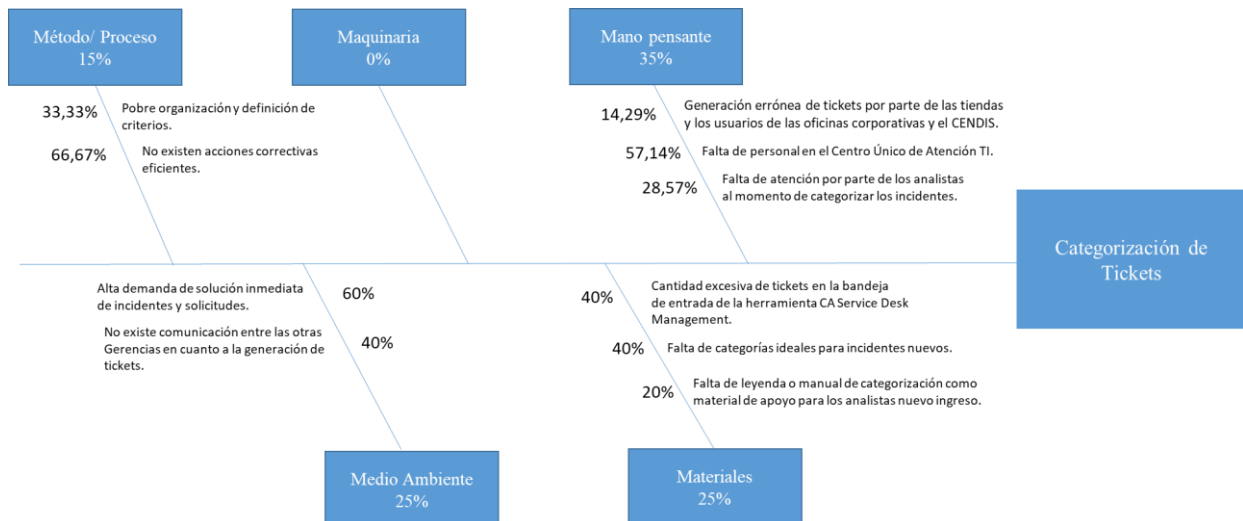 Método/ Proceso
15%
Maquinaria
0%
Mano pensante
35%
33,33%
Pobre organización y definición de
criterios.
66,67%
No existen acciones correctivas
eficientes.
14,29%
Generación errónea de tickets por parte de las tiendas
y los usuarios de las oficinas corporativas y el CENDIS.
57,14%
Falta de personal en el Centro Único de Atención TI.
28,57%
Falta de atención por parte de los analistas
al momento de categorizar los incidentes.
Categorización de
Tickets
Alta demanda de solución inmediata
de incidentes y solicitudes.
60%
No existe comunicación entre las otras
Gerencias en cuanto a la generación de
tickets.
40%
40%
Cantidad excesiva de tickets en la bandeja
de entrada de la herramienta CA Service Desk
Management.
40%
Falta de categorías ideales para incidentes nuevos.
20%
Falta de leyenda o manual de categorización como
material de apoyo para los analistas nuevo ingreso.
Medio Ambiente
25%
Materiales
25%